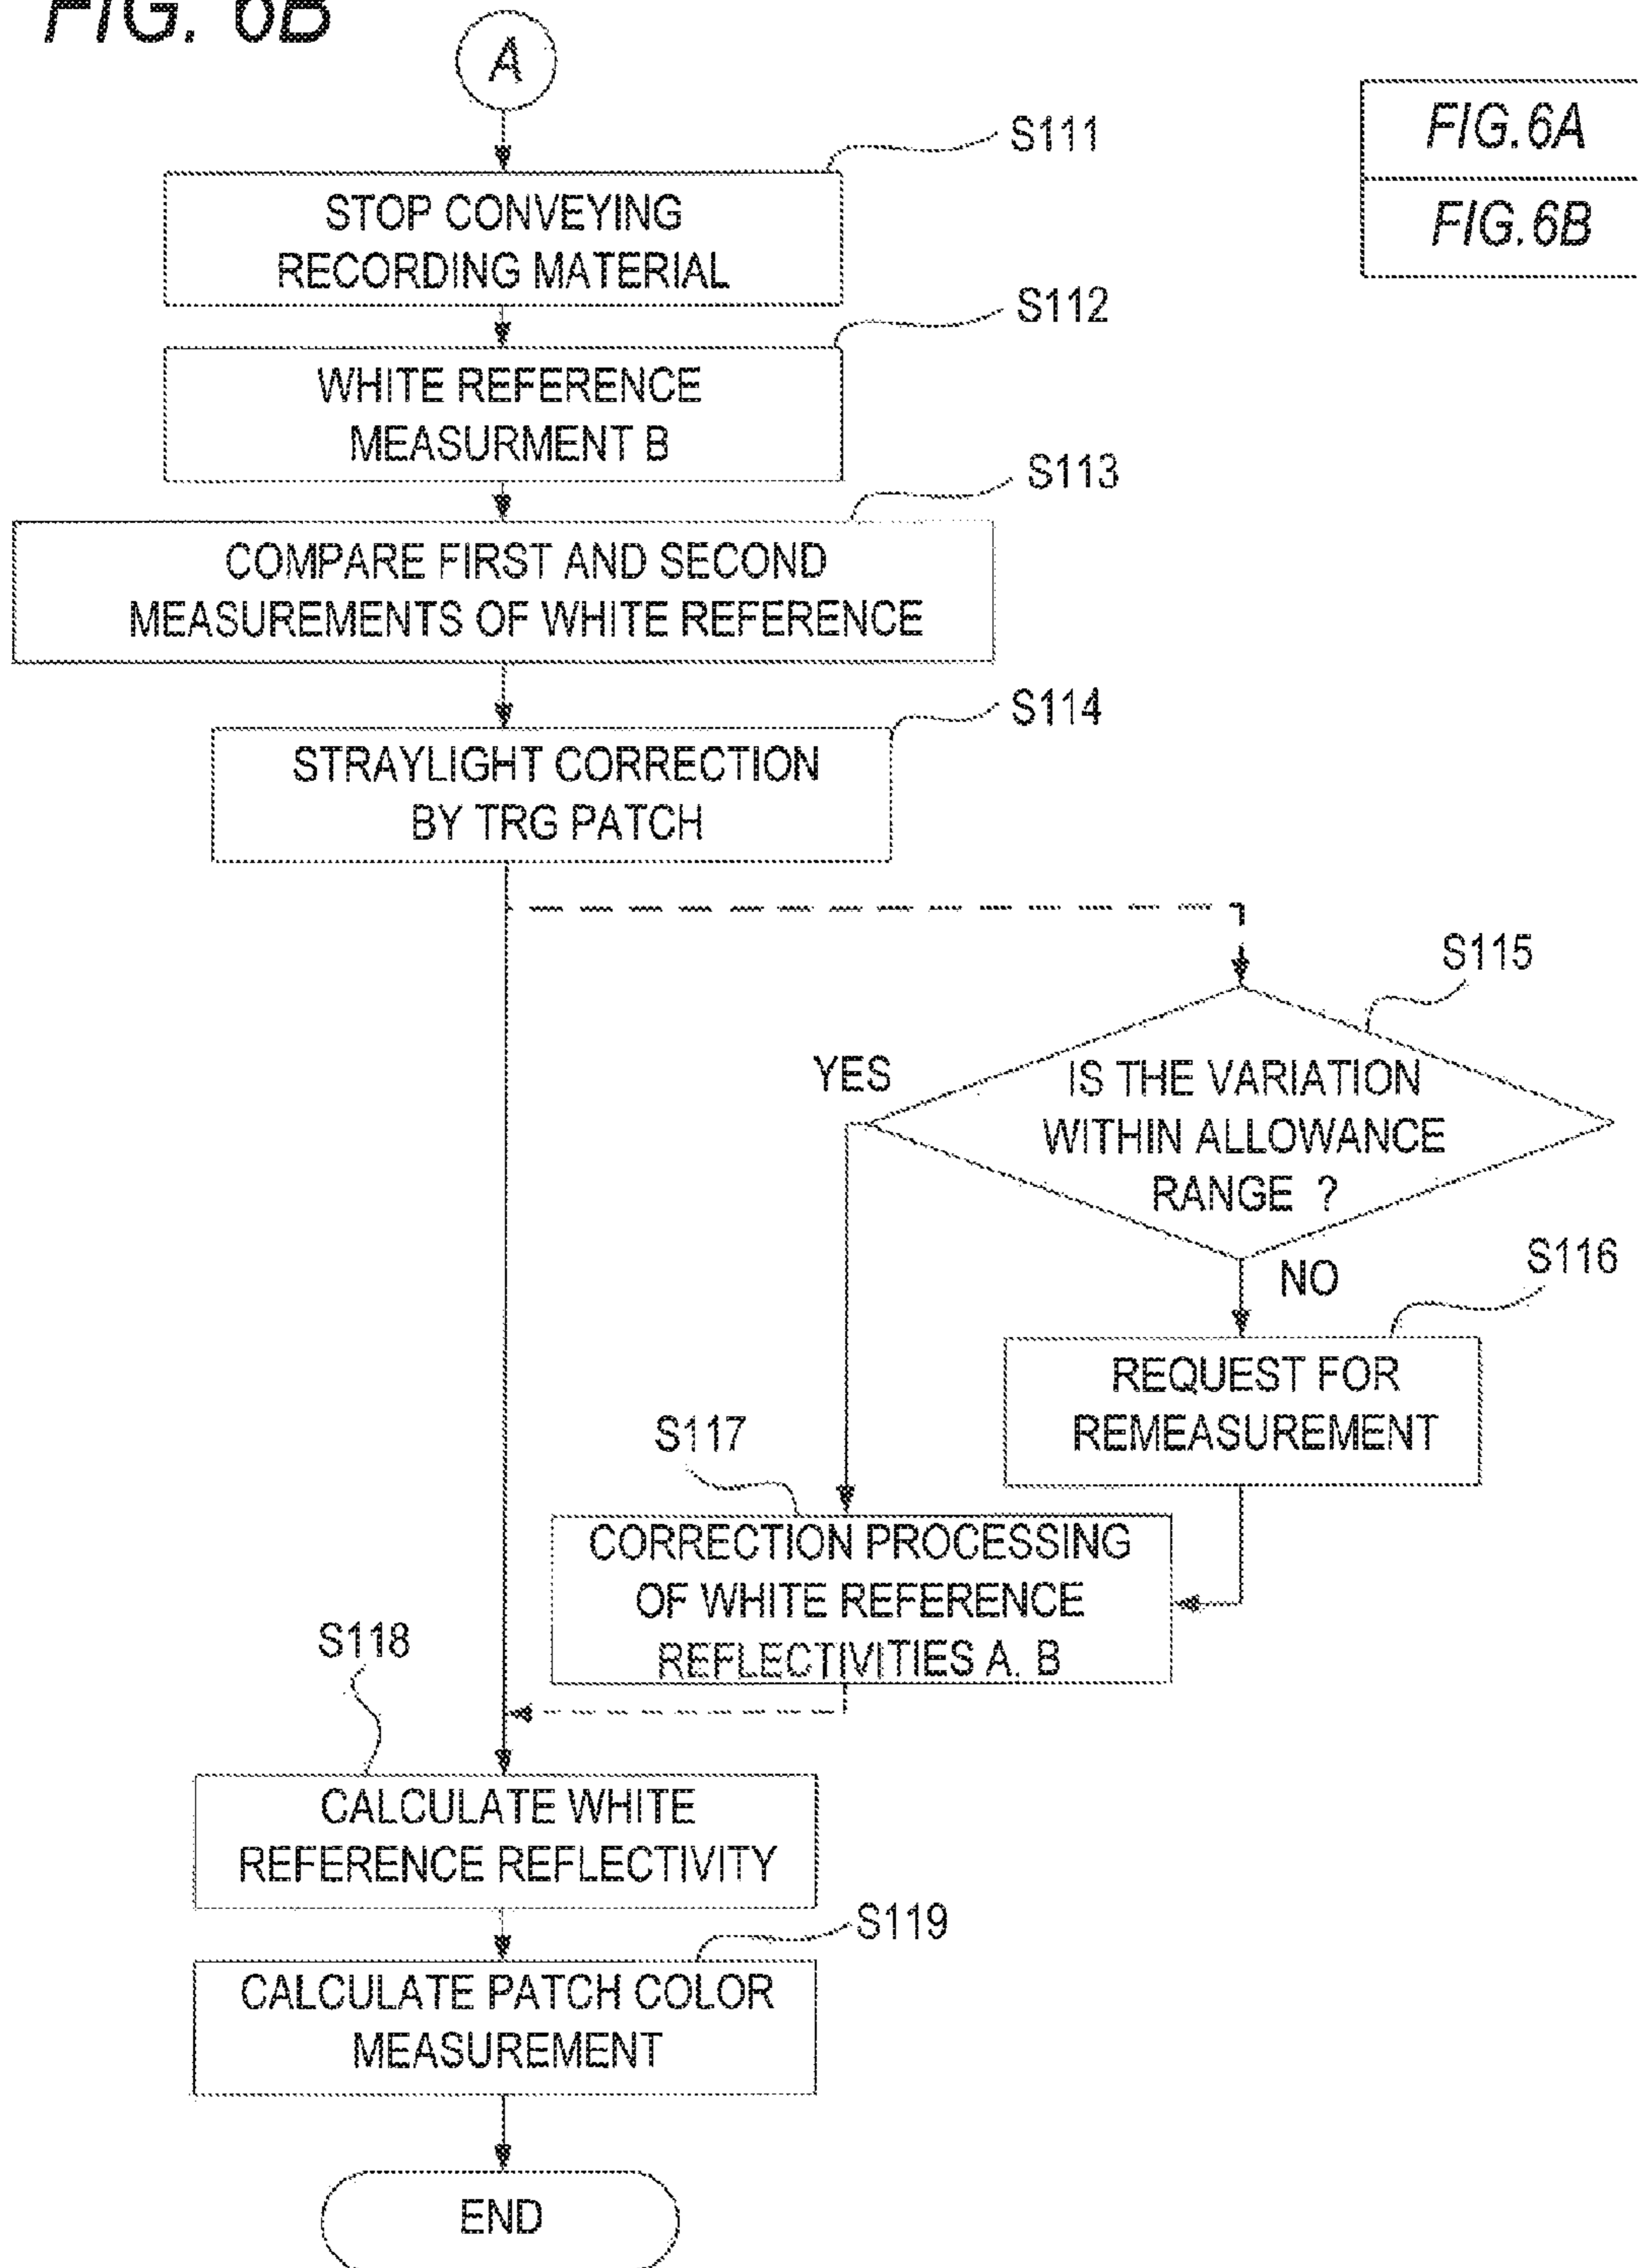 FIG. 6B
A
FIG.6A
FIG.6B
S111
STOP CONVEYING
RECORDING MATERIAL
S112
WHITE REFERENCE
MEASURMENT B
S113
COMPARE FIRST AND SECOND
MEASUREMENTS OF WHITE REFERENCE
S114
STRAYLIGHT CORRECTION
BY TRG PATCH
S115
YES
IS THE VARIATION
WITHIN ALLOWANCE
RANGE ?
NO
S116
REQUEST FOR
REMEASUREMENT
S117
CORRECTION PROCESSING
OF WHITE REFERENCE
REFLECTIVITIES A. B
S118
CALCULATE WHITE
REFERENCE REFLECTIVITY
S119
CALCULATE PATCH COLOR
MEASUREMENT
END